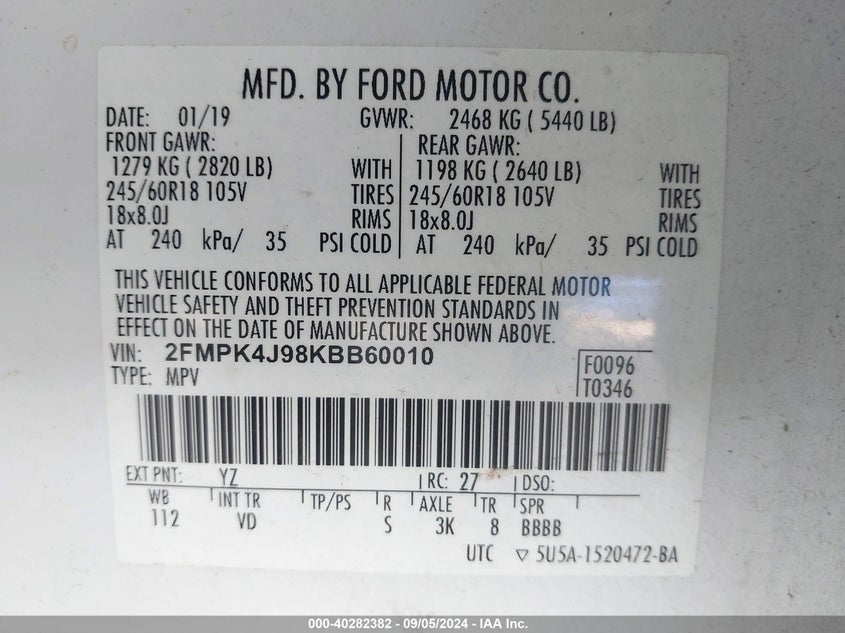 MFD. BY FORD MOTOR CO.
DATE: 01/19 GVWR: 2468 KG ( 5440 LB)
FRONT GAWR: REAR GAWR:
1279 KG ( 2820 LB) WITH 1198 KG ( 2640 LB) WITH
245/60R18 105V TIRES 245/60R18 105V TIRES
18x8.0J RIMS 18x8.0J RIMS
AT 240 kPa/ 35 PSI COLD AT 240 kPa/ 35 PSI COLD
THIS VEHICLE CONFORMS TO ALL APPLICABLE FEDERAL MOTOR
VEHICLE SAFETY AND THEFT PREVENTION STANDARDS IN
EFFECT ON THE DATE OF MANUFACTURE SHOWN ABOVE.
VIN: 2FMPK4J98KBB60010
TYPE: MPV
F0096
T0346
EXT PNT: YZ RC: 27 DSO:
WB INT TR TP/PS R AXLE TR SPR
112 VD S 3K 8 BBBB
UTC ▽ 5U5A-1520472-BA
000-40282382 - 09/05/2024 - IAA Inc.